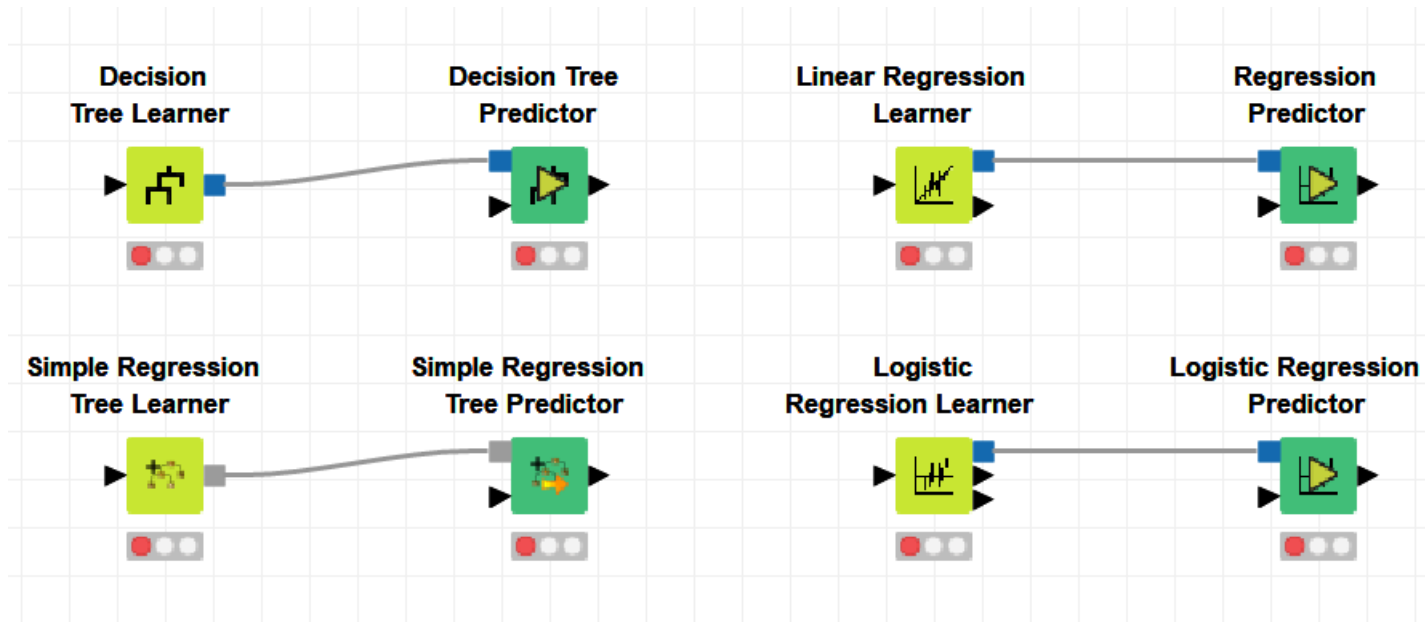 Decision
Tree Learner
Decision Tree
Predictor
Linear Regression
Learner
Regression
Predictor
Simple Regression
Tree Learner
Simple Regression
Tree Predictor
Logistic
Regression Learner
Logistic Regression
Predictor